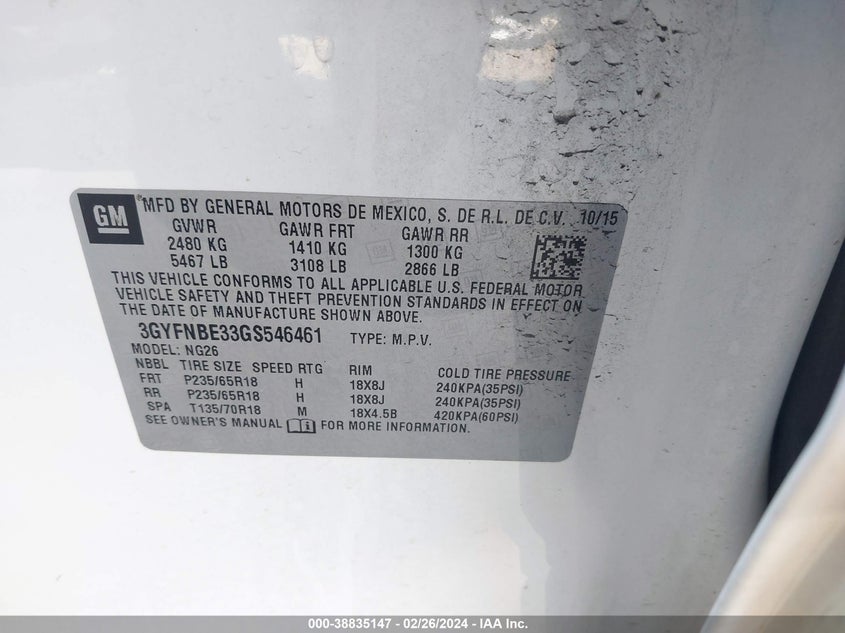 GM
®MFD BY GENERAL MOTORS DE MEXICO, S. DE R.L. DE C.V. 10/15
GVWR GAWR FRT GAWR RR
2480 KG 1410 KG 1300 KG
5467 LB 3108 LB 2866 LB
THIS VEHICLE CONFORMS TO ALL APPLICABLE U.S. FEDERAL MOTOR
VEHICLE SAFETY AND THEFT PREVENTION STANDARDS IN EFFECT ON
THE DATE OF MANUFACTURE SHOWN ABOVE.
3GYFNBE33GS546461 TYPE: M.P.V.
MODEL: NG26
NBBL TIRE SIZE SPEED RTG RIM COLD TIRE PRESSURE
FRT P235/65R18 H 18X8J 240KPA(35PSI)
RR P235/65R18 H 18X8J 240KPA(35PSI)
SPA T135/70R18 M 18X4.5B 420KPA(60PSI)
SEE OWNER'S MANUAL FOR MORE INFORMATION.
000-38835147 - 02/26/2024 - IAA Inc.